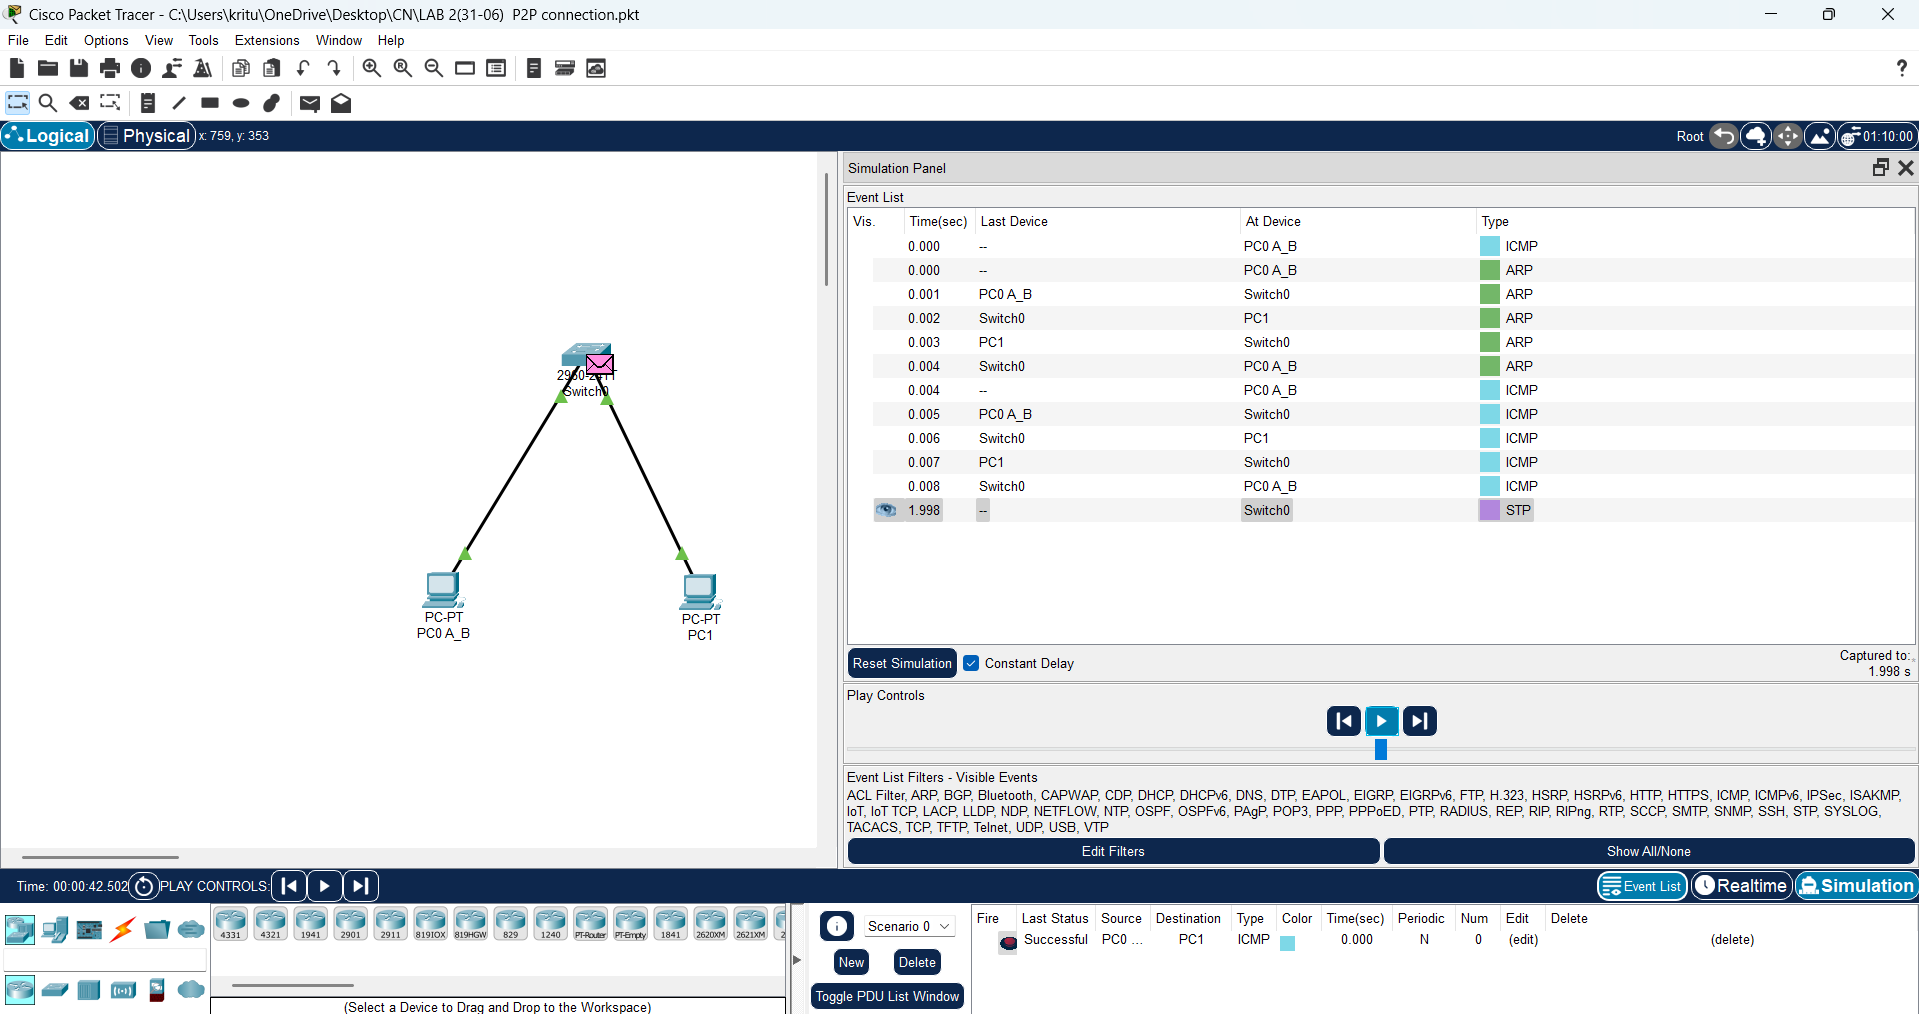 Cisco Packet Tracer - C:\Users\kritu\OneDrive\Desktop\CN\LAB 2(31-06)  P2P connection.pkt
File Edit Options View Tools Extensions Window Help
?
Logical Physical x: 759, y: 353 Root 01:10:00
Simulation Panel
Event List
Vis. Time(sec) Last Device At Device Type
0.000 -- PC0 A_B ICMP
0.000 -- PC0 A_B ARP
0.001 PC0 A_B Switch0 ARP
0.002 Switch0 PC1 ARP
0.003 PC1 Switch0 ARP
0.004 Switch0 PC0 A_B ARP
0.004 -- PC0 A_B ICMP
0.005 PC0 A_B Switch0 ICMP
0.006 Switch0 PC1 ICMP
0.007 PC1 Switch0 ICMP
0.008 Switch0 PC0 A_B ICMP
1.998 -- Switch0 STP
Switch0
PC-PT
PC0 A_B
PC-PT
PC1
Reset Simulation Constant Delay
Captured to:
1.998 s
Play Controls
Event List Filters - Visible Events
ACL Filter, ARP, BGP, Bluetooth, CAPWAP, CDP, DHCP, DHCPv6, DNS, DTP, EAPOL, EIGRP, EIGRPv6, FTP, H.323, HSRP, HSRPv6, HTTP, HTTPS, ICMP, ICMPv6, IPSec, ISAKMP,
IoT, IoT TCP, LACP, LLDP, NDP, NETFLOW, NTP, OSPF, OSPFv6, PAgP, POP3, PPP, PPPoED, PTP, RADIUS, REP, RIP, RIPng, RTP, SCCP, SMTP, SNMP, SSH, STP, SYSLOG,
TACACS, TCP, TFTP, Telnet, UDP, USB, VTP
Edit Filters Show All/None
Time: 00:00:42.502 PLAY CONTROLS: Event List Realtime Simulation
4331 4321 1941 2901 2911 819IOX 819HGW 829 1240 PT-Router PT-Empty 1841 2620XM 2621XM 2
(Select a Device to Drag and Drop to the Workspace)
Scenario 0
New Delete
Toggle PDU List Window
Fire Last Status Source Destination Type Color Time(sec) Periodic Num Edit Delete
Successful PC0 ... PC1 ICMP 0.000 N 0 (edit) (delete)